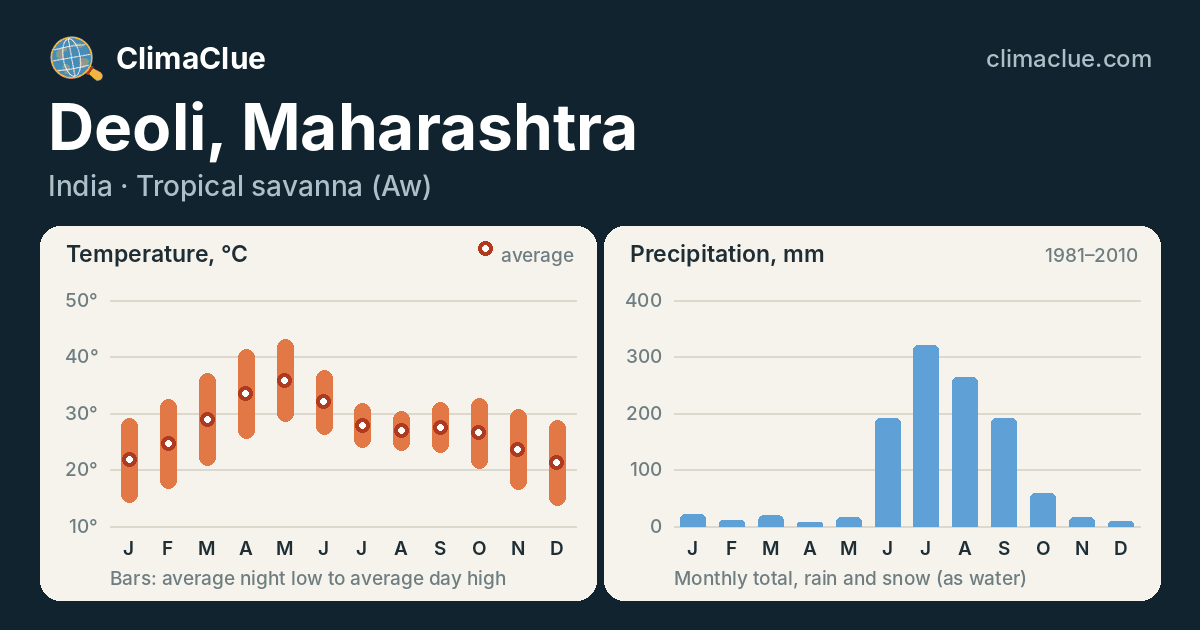 ClimaClue
climaclue.com
Deoli, Maharashtra
India · Tropical savanna (Aw)
Temperature, °C
average
50°
40°
30°
20°
10°
J F M A M J J A S O N D
Bars: average night low to average day high
Precipitation, mm
1981–2010
400
300
200
100
0
J F M A M J J A S O N D
Monthly total, rain and snow (as water)